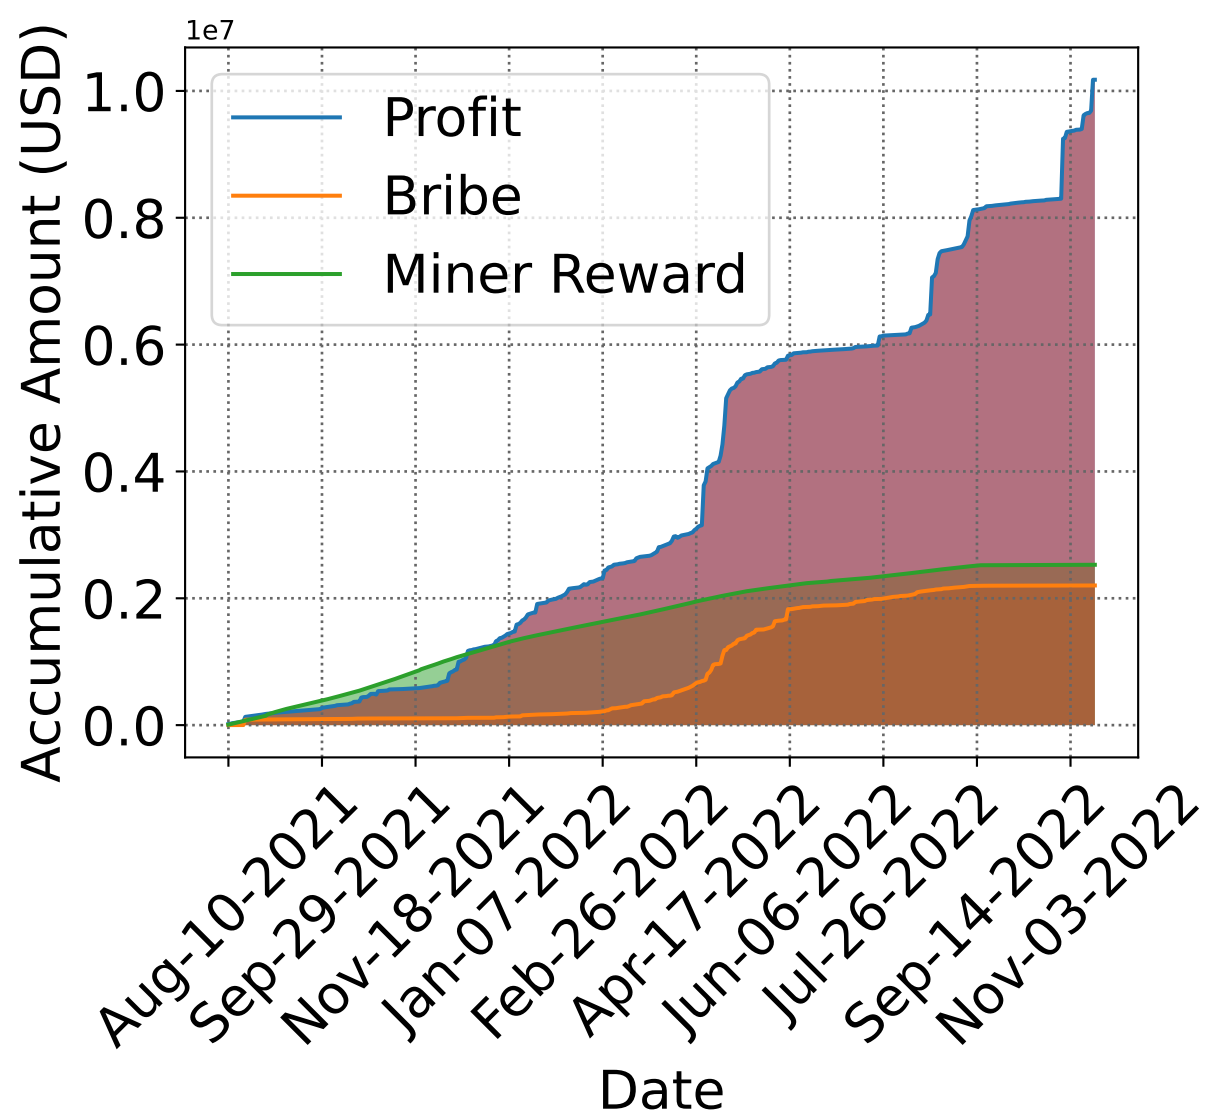 1e7
Accumulative Amount (USD)
1.0
0.8
0.6
0.4
0.2
0.0
Profit
Bribe
Miner Reward
Aug-10-2021
Sep-29-2021
Nov-18-2021
Jan-07-2022
Feb-26-2022
Apr-17-2022
Jun-06-2022
Jul-26-2022
Sep-14-2022
Nov-03-2022
Date